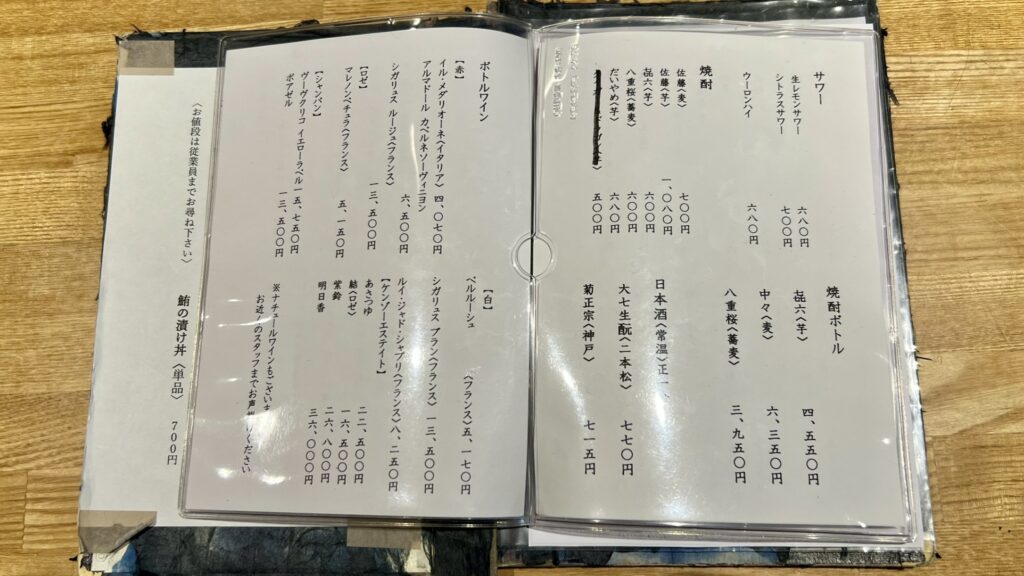 サワー
生レモンサワー 六八〇円
シトラスサワー 七〇〇円
ウーロンハイ 六八〇円
焼酎
佐藤〈麦〉 七〇〇円
佐藤〈芋〉 一、〇八〇円
㐂六〈芋〉 六〇〇円
八重桜〈蕎麦〉 六〇〇円
だいやめ〈芋〉 六〇〇円
五〇〇円
焼酎ボトル
㐂六〈芋〉 四、五五〇円
中々〈麦〉 六、三五〇円
八重桜〈蕎麦〉 三、九五〇円
日本酒〈常温〉正一
大七生酛〈二本松〉 七七〇円
菊正宗〈神戸〉 七一五円
ボトルワイン
【赤】
イル・メダリオーネ〈イタリア〉 四、〇七〇円
アルマドール カベルネソーヴィニヨン
六、五〇〇円
シガリュス ルージュ〈フランス〉
一三、五〇〇円
【ロゼ】
マレノンペチュラ〈フランス〉
五、一五〇円
【シャンパン】
ヴーヴクリコ イエローラベル 一五、七五〇円
ボアゼル 一三、五〇〇円
【白】
ペルルーシュ 〈フランス〉五、一七〇円
シガリュス ブラン〈フランス〉 一三、五〇〇円
ルイ・ジャド・シャブリ〈フランス〉八、二五〇円
【ケンゾーエステイト】
あさつゆ 二二、五〇〇円
結〈ロゼ〉 一六、五〇〇円
紫鈴 二六、八〇〇円
明日香 三六、〇〇〇円
※ナチュールワインもございま
お近くのスタッフまでお声 ください
鮪の漬け丼〈単品〉 700円
〈お値段は従業員までお尋ね下さい〉